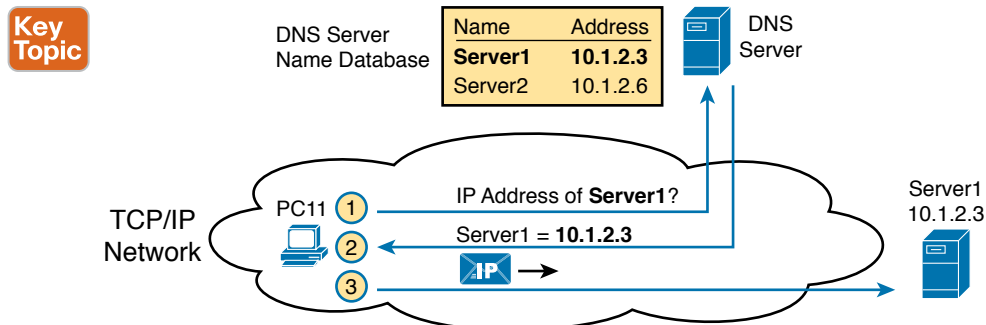 Key
Topic
DNS Server
Name Database
Name Address
Server1 10.1.2.3
Server2 10.1.2.6
DNS
Server
TCP/IP
Network
PC11
1
IP Address of Server1?
2
Server1 = 10.1.2.3
IP
3
Server1
10.1.2.3